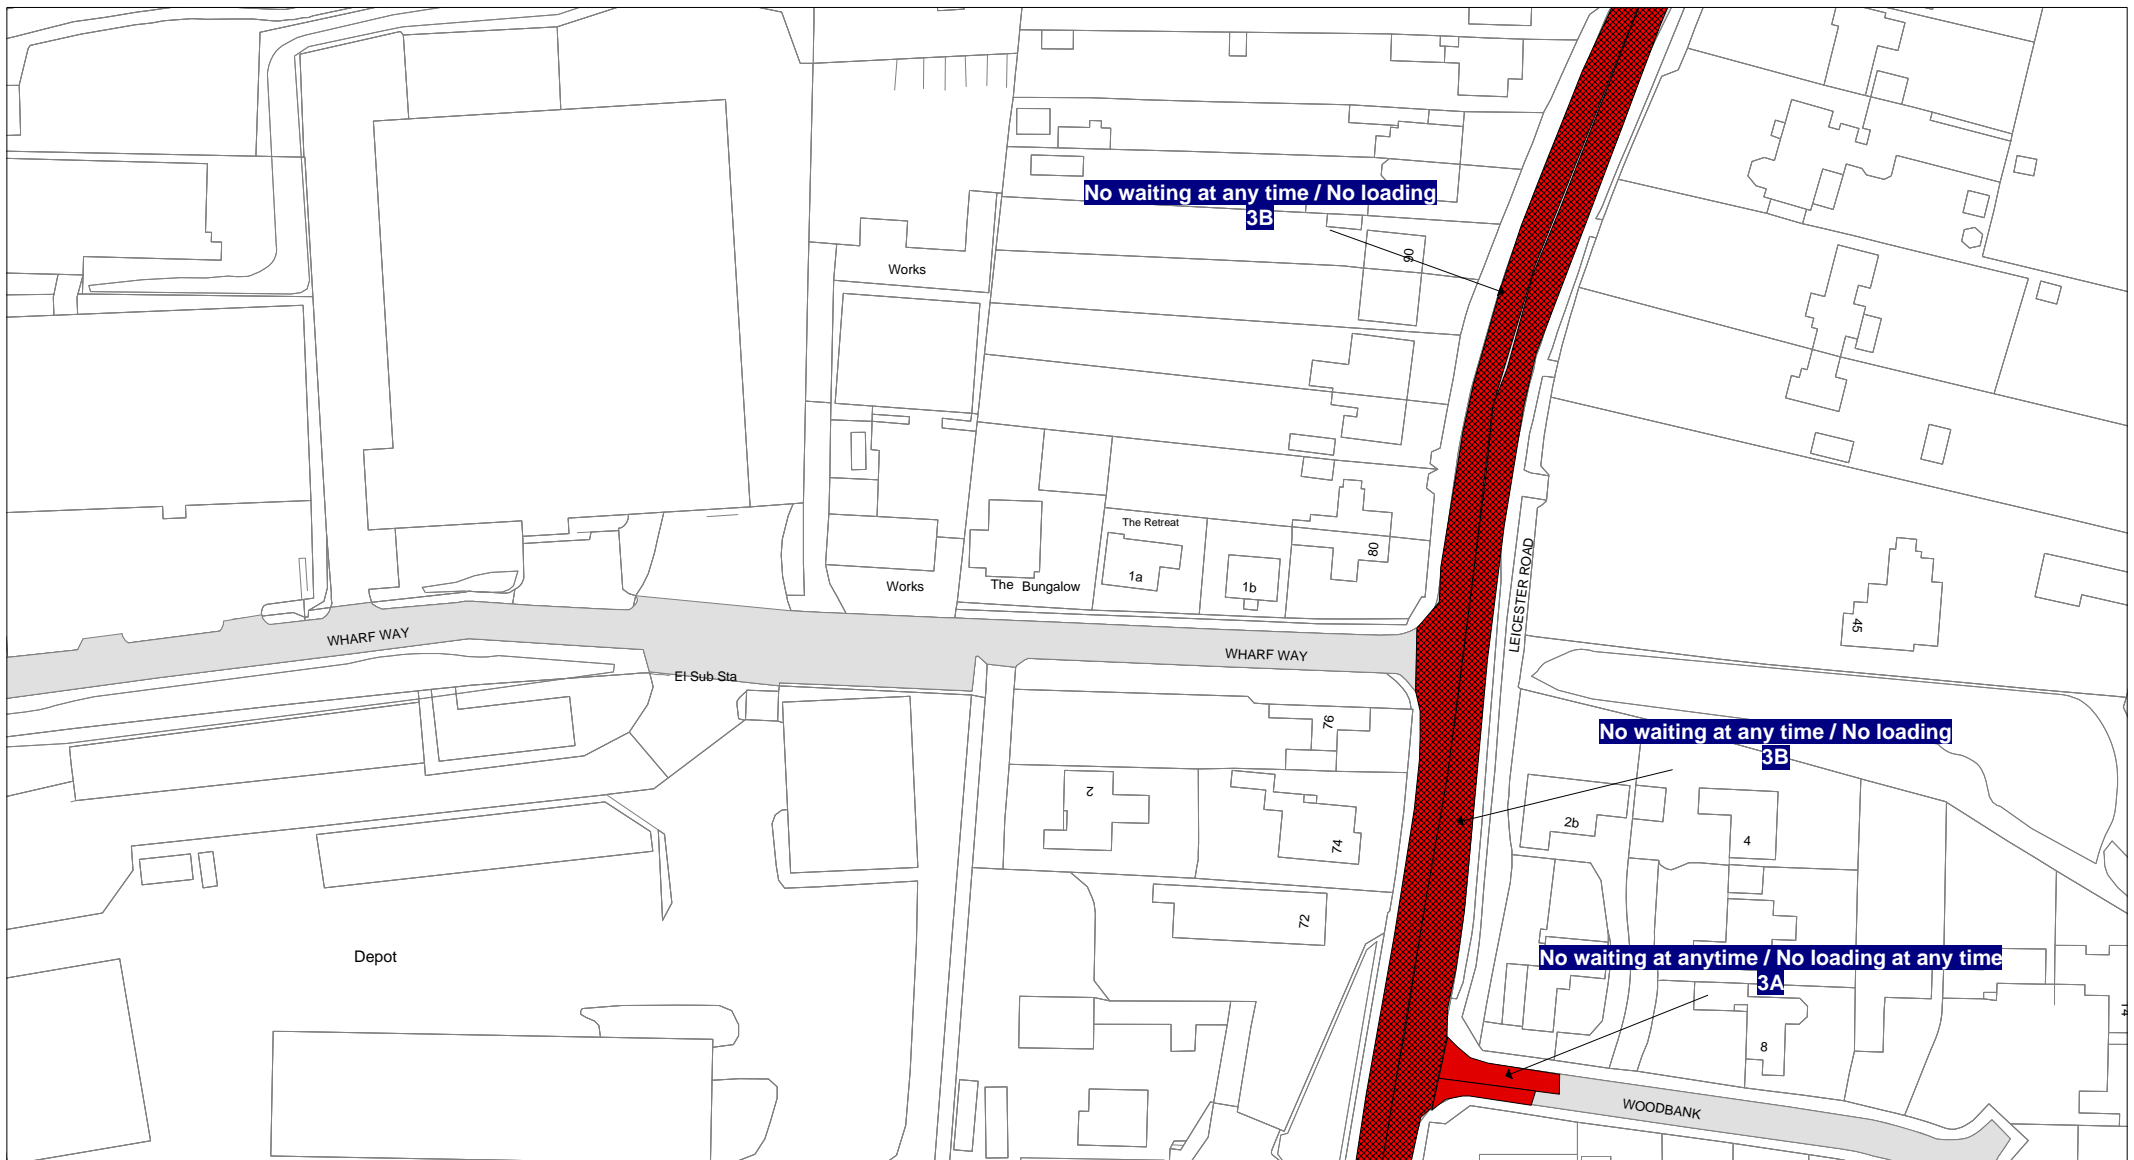 No waiting at any time / No loading
3B
90
Works
The Retreat
80
LEICESTER ROAD
1a
1b
Works
The Bungalow
45
WHARF WAY
WHARF WAY
El Sub Sta
76
No waiting at any time / No loading
3B
2
2b
74
4
72
No waiting at anytime / No loading at any time
3A
Depot
14
8
WOODBANK